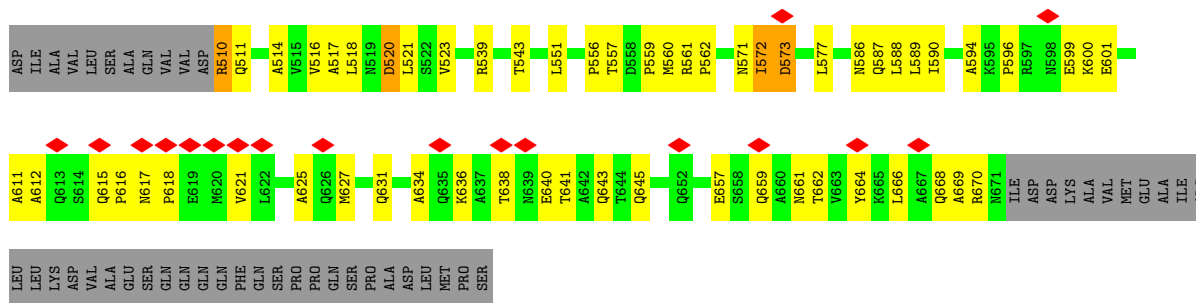 ASP ILE ALA VAL LEU SER ALA GLN VAL VAL ASP R510 Q511 A514 V515 V516 A517 L518 N519 D520 L521 S522 V523 R539 T543 L551 P556 T557 D558 P559 M560 R561 P562 N571 I572 D573 L577 N586 Q587 L588 L589 I590 A594 K595 P596 R597 N598 E599 K600 E601
A611 A612 Q613 S614 Q615 P616 N617 P618 E619 M620 V621 L622 A625 Q626 M627 Q631 A634 Q635 K636 A637 T638 N639 E640 T641 A642 Q643 T644 Q645 Q652 E657 S658 Q659 A660 N661 T662 V663 Y664 K665 L666 A667 Q668 A669 R670 N671 ILE ASP ASP LYS ALA VAL MET GLU ALA ILE
LEU LEU LYS ASP VAL ALA GLU SER GLN GLN GLN GLN PHE GLN SER PRO PRO GLN SER PRO ALA ASP LEU MET PRO SER